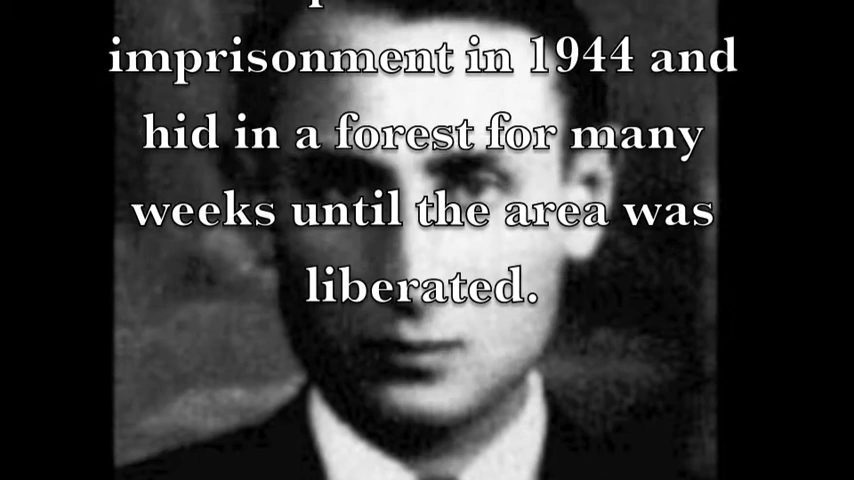 imprisonment in 1944 and
hid in a forest for many
weeks until the area was
liberated.